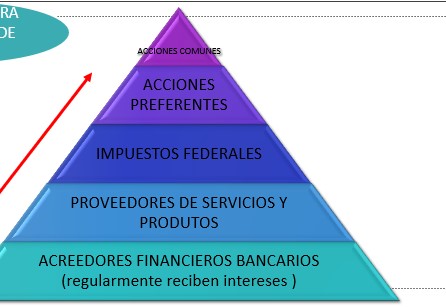 RA
DE
ACCIONES COMUNES
ACCIONES
PREFERENTES
IMPUESTOS FEDERALES
PROVEEDORES DE SERVICIOS Y
PRODUTOS
ACREEDORES FINANCIEROS BANCARIOS
(regularmente reciben intereses )